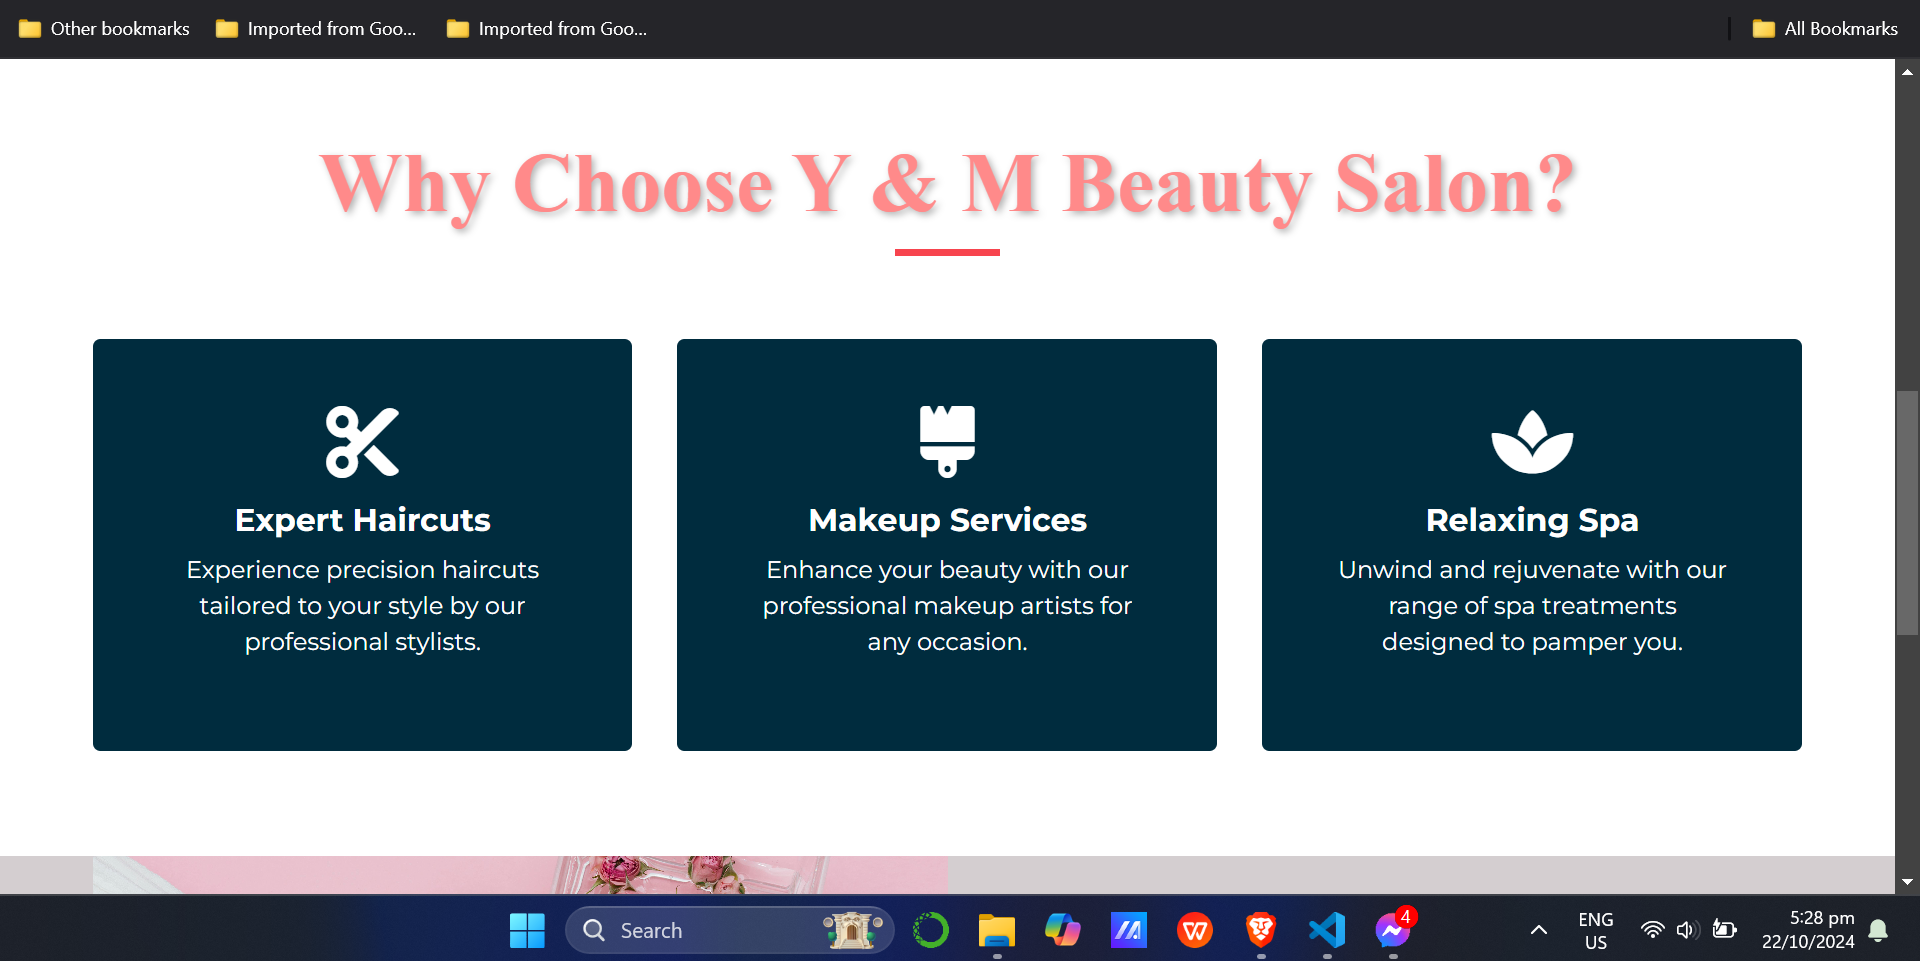 Other bookmarks
Imported from Goo...
Imported from Goo...
All Bookmarks
Why Choose Y & M Beauty Salon?
Expert Haircuts
Experience precision haircuts
tailored to your style by our
professional stylists.
Makeup Services
Enhance your beauty with our
professional makeup artists for
any occasion.
Relaxing Spa
Unwind and rejuvenate with our
range of spa treatments
designed to pamper you.
Search
4
ENG
US
5:28 pm
22/10/2024